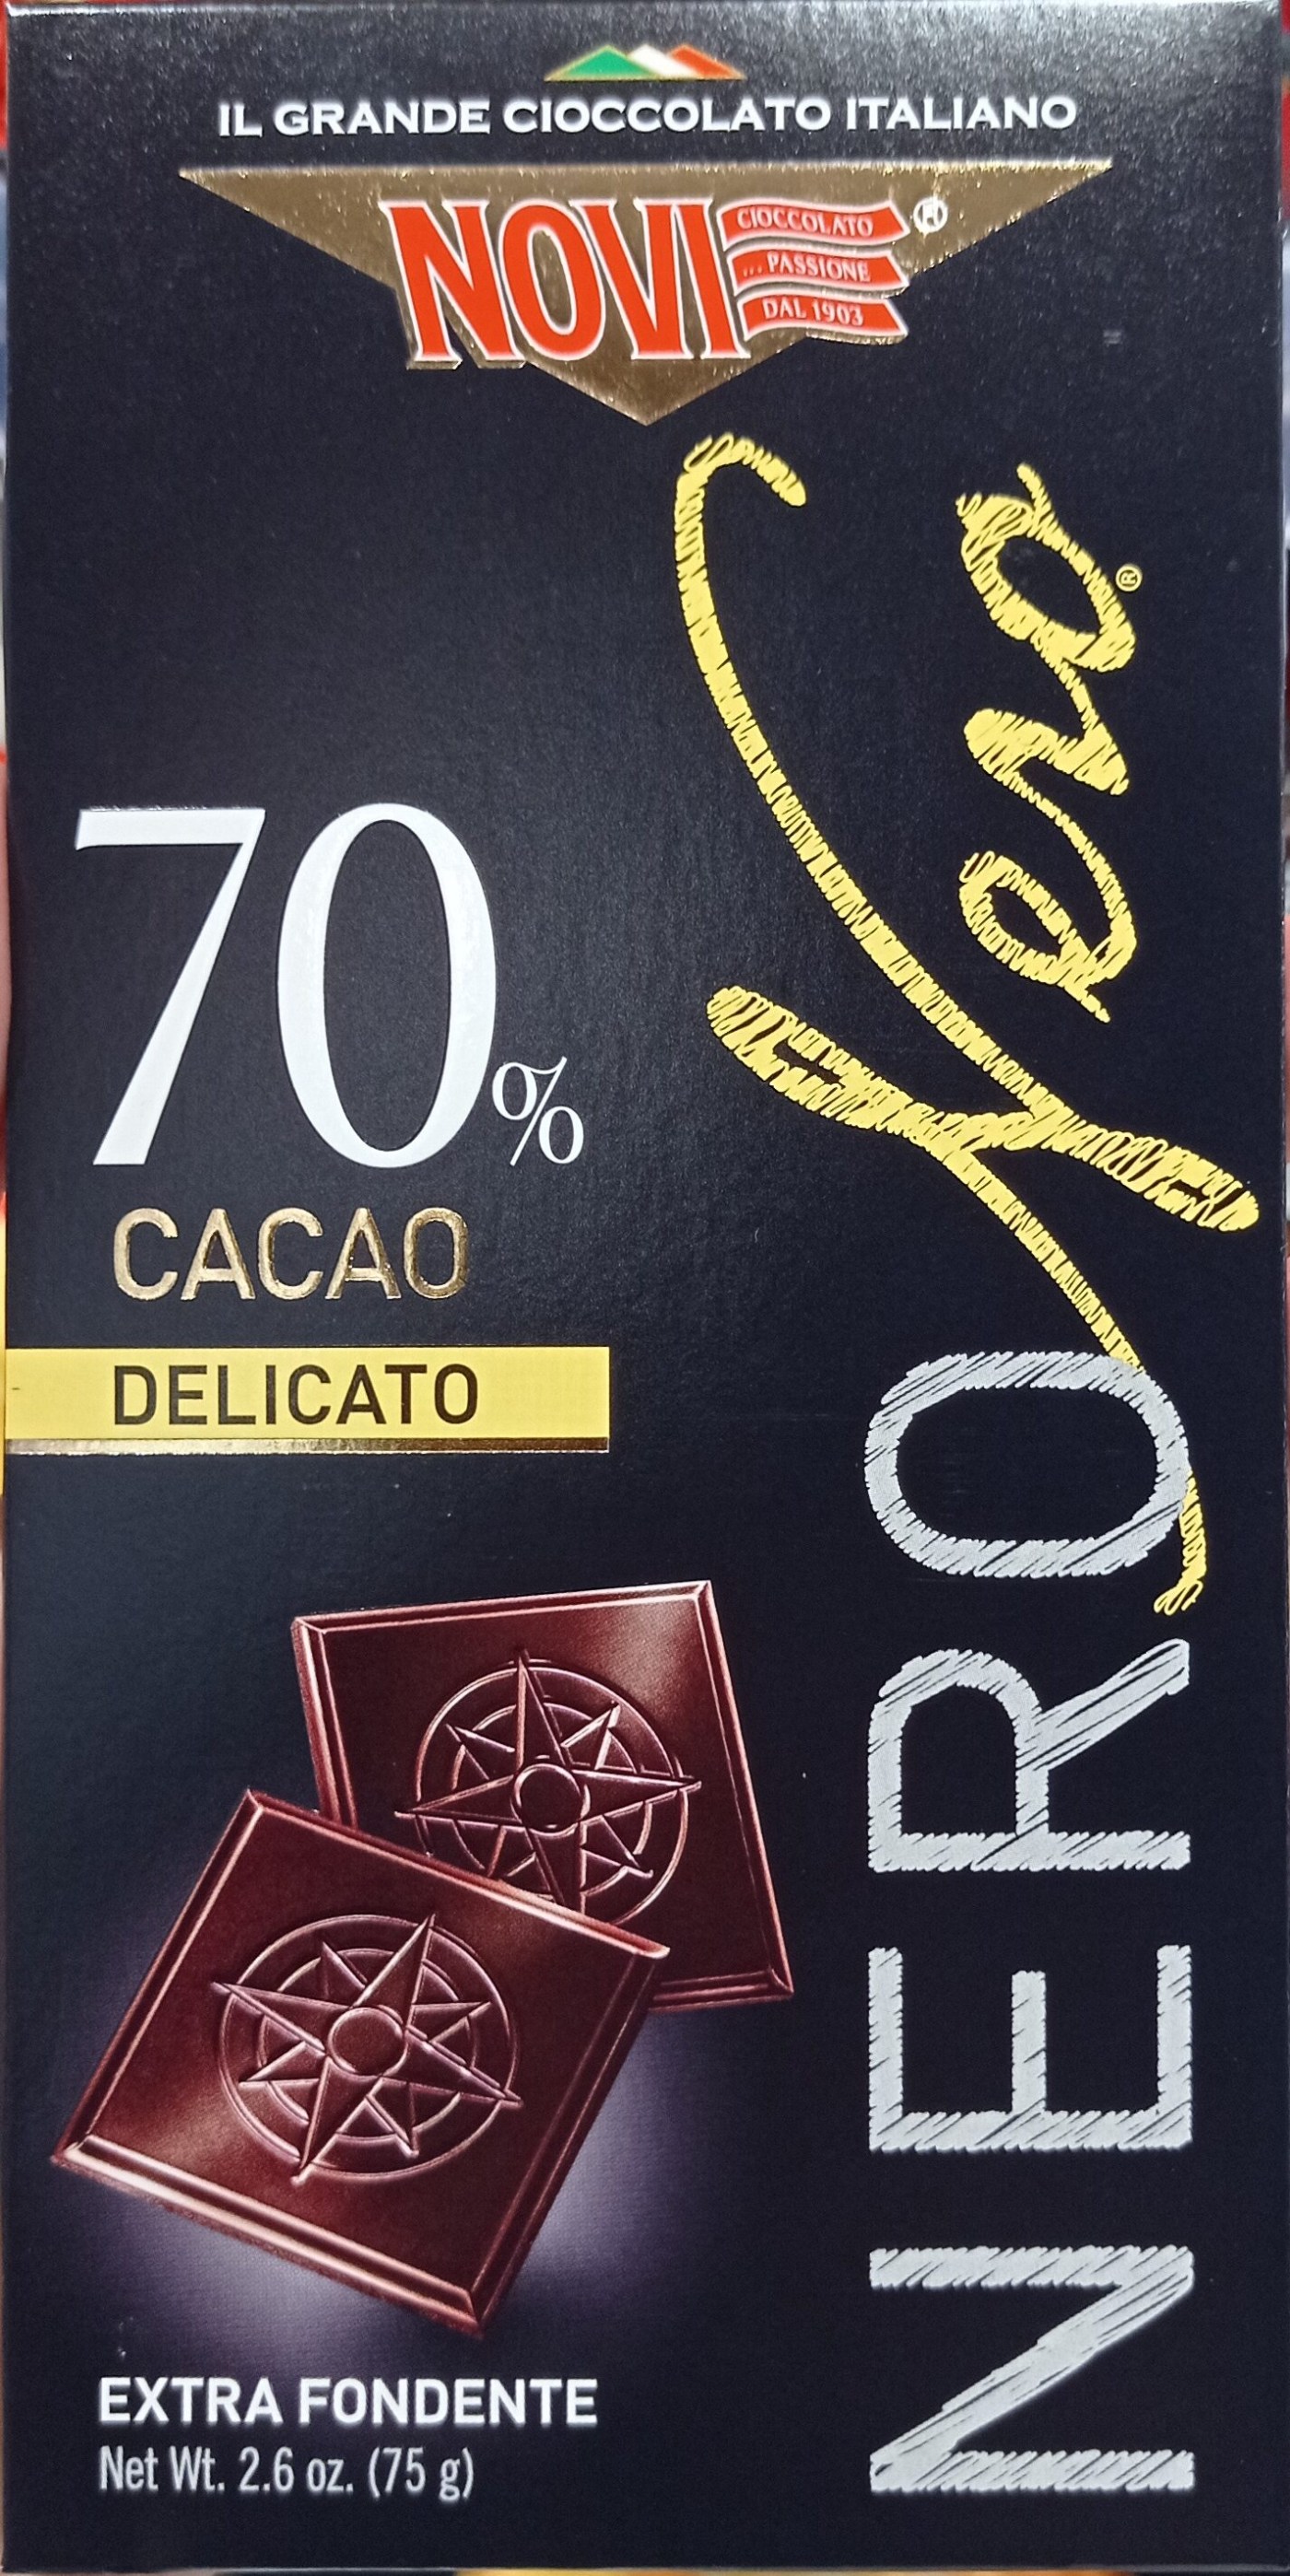 IL GRANDE CIOCCOLATO ITALIANO
NOVI
CIOCCOLATO
... PASSIONE
DAL 1903
®
NERO Nero®
70%
CACAO
DELICATO
EXTRA FONDENTE
Net Wt. 2.6 oz. (75 g)